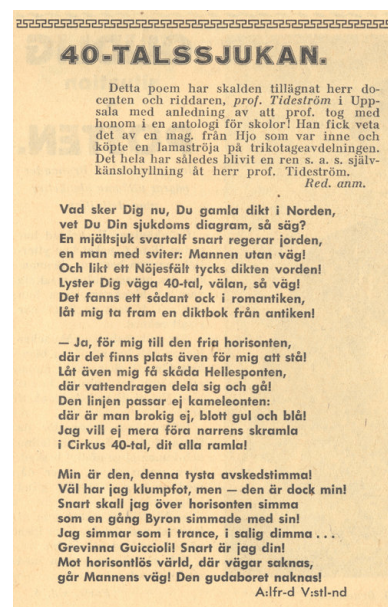 40-TALSSJUKAN.
Detta poem har skalden tillägnat herr do-
centen och riddaren, prof. Tideström i Upp-
sala med anledning av att prof. tog med
honom i en antologi för skolor! Han fick veta
det av en mag. från Hjo som var inne och
köpte en lamaströja på trikotageavdelningen.
Det hela har således blivit en ren s. a. s. själv-
känslohyllning åt herr prof. Tideström.
Red. anm.
Vad sker Dig nu, Du gamla dikt i Norden,
vet Du Din sjukdoms diagram, så säg?
En mjältsjuk svartalf snart regerar jorden,
en man med sviter: Mannen utan väg!
Och likt ett Nöjesfält tycks dikten vorden!
Lyster Dig väga 40-tal, välan, så väg!
Det fanns ett sådant ock i romantiken,
låt mig ta fram en diktbok från antiken!
— Ja, för mig till den fria horisonten,
där det finns plats även för mig att stå!
Låt även mig få skåda Hellesponten,
där vattendragen dela sig och gå!
Den linjen passar ej kameleonten:
där är man brokig ej, blott gul och blå!
Jag vill ej mera föra narrens skramla
i Cirkus 40-tal, dit alla ramla!
Min är den, denna tysta avskedstimma!
Väl har jag klumpfot, men — den är dock min!
Snart skall jag över horisonten simma
som en gång Byron simmade med sin!
Jag simmar som i trance, i salig dimma . . .
Grevinna Guiccioli! Snart är jag din!
Mot horisontlös värld, där vägar saknas,
går Mannens väg! Den gudaboret naknas!
A:lfr-d V:stl-nd